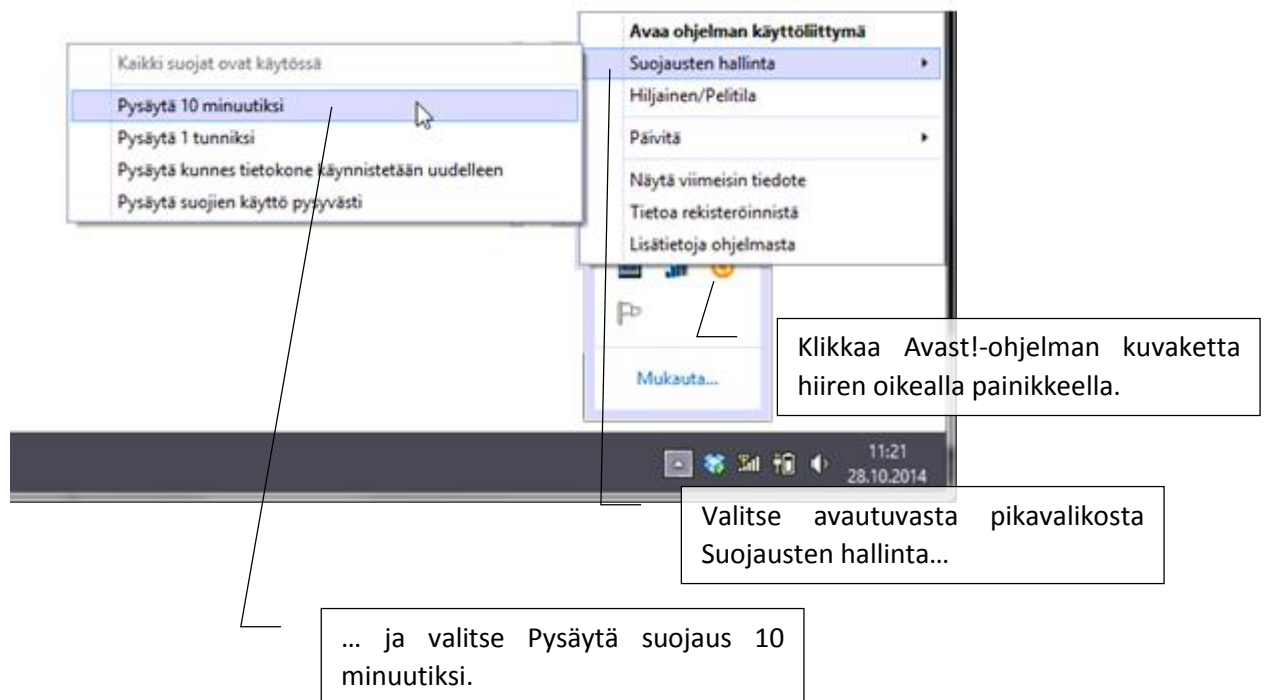 Avaa ohjelman käyttöliittymä
Kaikki suojat ovat käytössä
Suojausten hallinta
Pysäytä 10 minuutiksi
Hiljainen/Pelitila
Pysäytä 1 tunniksi
Päivitä
Pysäytä kunnes tietokone käynnistetään uudelleen
Näytä viimeisin tiedote
Pysäytä suojien käyttö pysyvästi
Tietoa rekisteröinnistä
Lisätietoja ohjelmasta
Klikkaa Avast!-ohjelman kuvaketta
hiiren oikealla painikkeella.
Mukauta...
11:21
28.10.2014
Valitse avautuvasta pikavalikosta
Suojausten hallinta…
… ja valitse Pysäytä suojaus 10
minuutiksi.